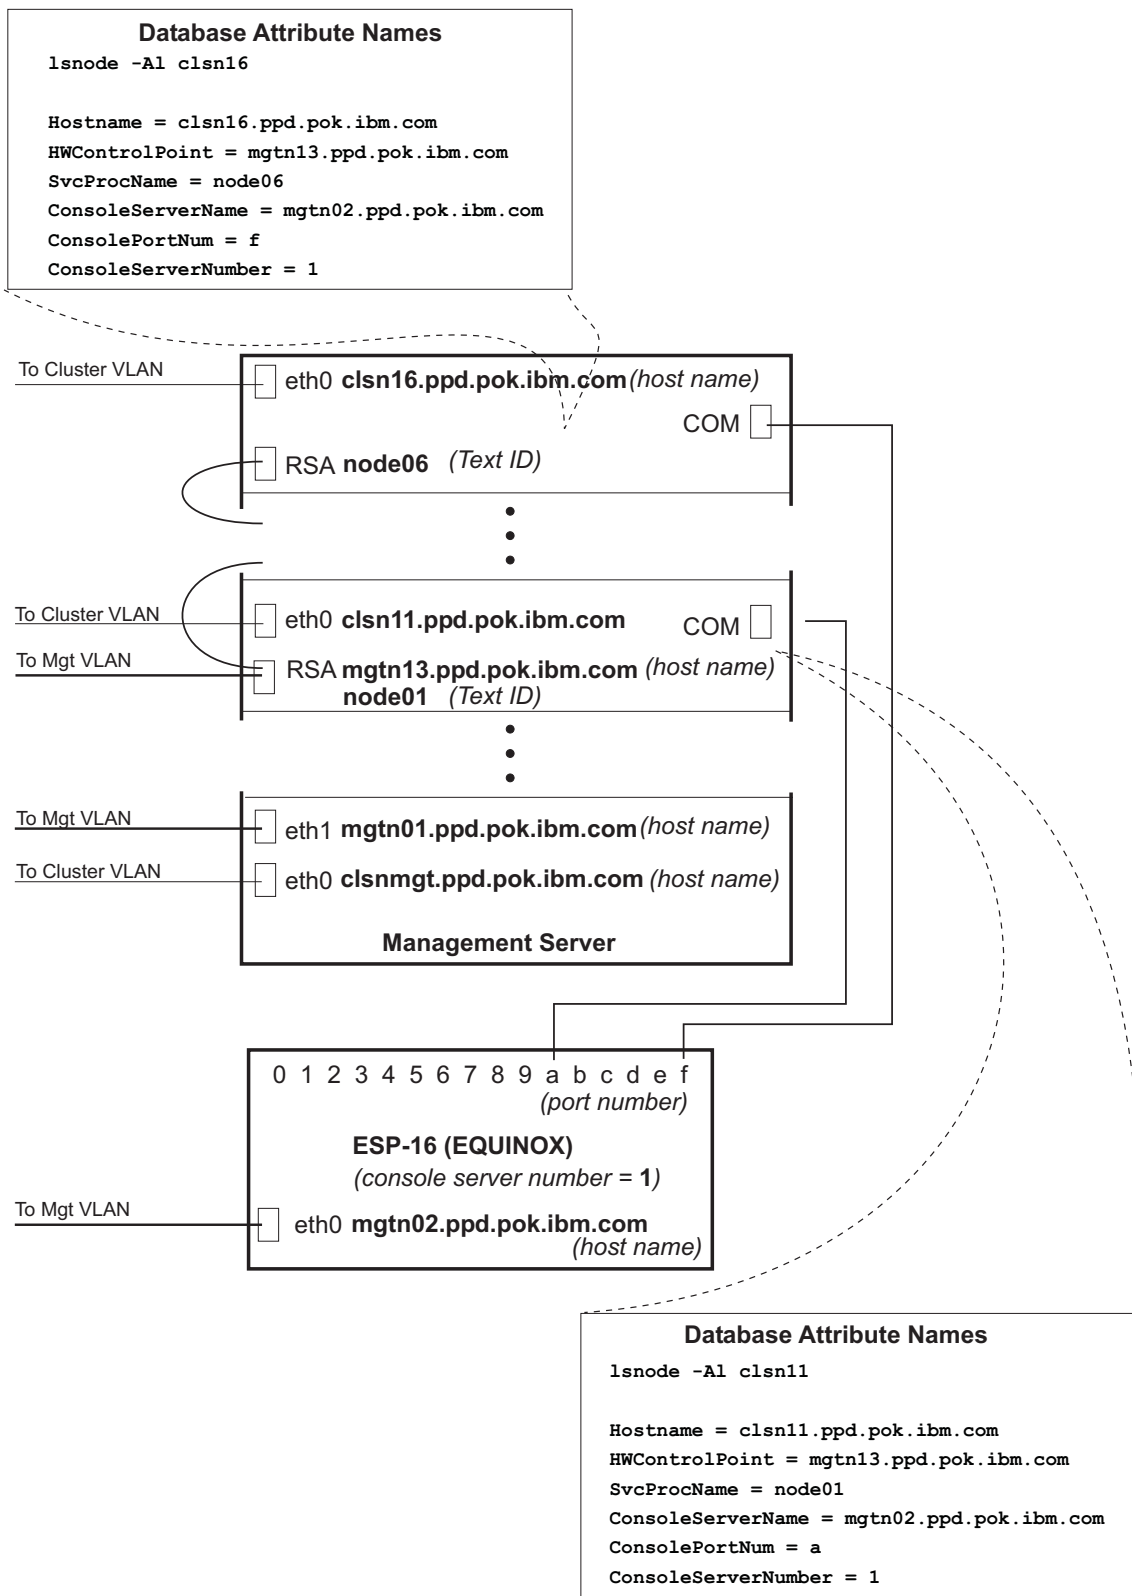 Database Attribute Names
lsnode -Al clsn16
Hostname = clsn16.ppd.pok.ibm.com
HWControlPoint = mgtn13.ppd.pok.ibm.com
SvcProcName = node06
ConsoleServerName = mgtn02.ppd.pok.ibm.com
ConsolePortNum = f
ConsoleServerNumber = 1
To Cluster VLAN
eth0 clsn16.ppd.pok.ibm.com (host name)
COM
RSA node06 (Text ID)
To Cluster VLAN
eth0 clsn11.ppd.pok.ibm.com
COM
To Mgt VLAN
RSA mgtn13.ppd.pok.ibm.com (host name)
node01 (Text ID)
To Mgt VLAN
eth1 mgtn01.ppd.pok.ibm.com (host name)
To Cluster VLAN
eth0 clsnmgt.ppd.pok.ibm.com (host name)
Management Server
0 1 2 3 4 5 6 7 8 9 a b c d e f
(port number)
ESP-16 (EQUINOX)
(console server number = 1)
To Mgt VLAN
eth0 mgtn02.ppd.pok.ibm.com
(host name)
Database Attribute Names
lsnode -Al clsn11
Hostname = clsn11.ppd.pok.ibm.com
HWControlPoint = mgtn13.ppd.pok.ibm.com
SvcProcName = node01
ConsoleServerName = mgtn02.ppd.pok.ibm.com
ConsolePortNum = a
ConsoleServerNumber = 1